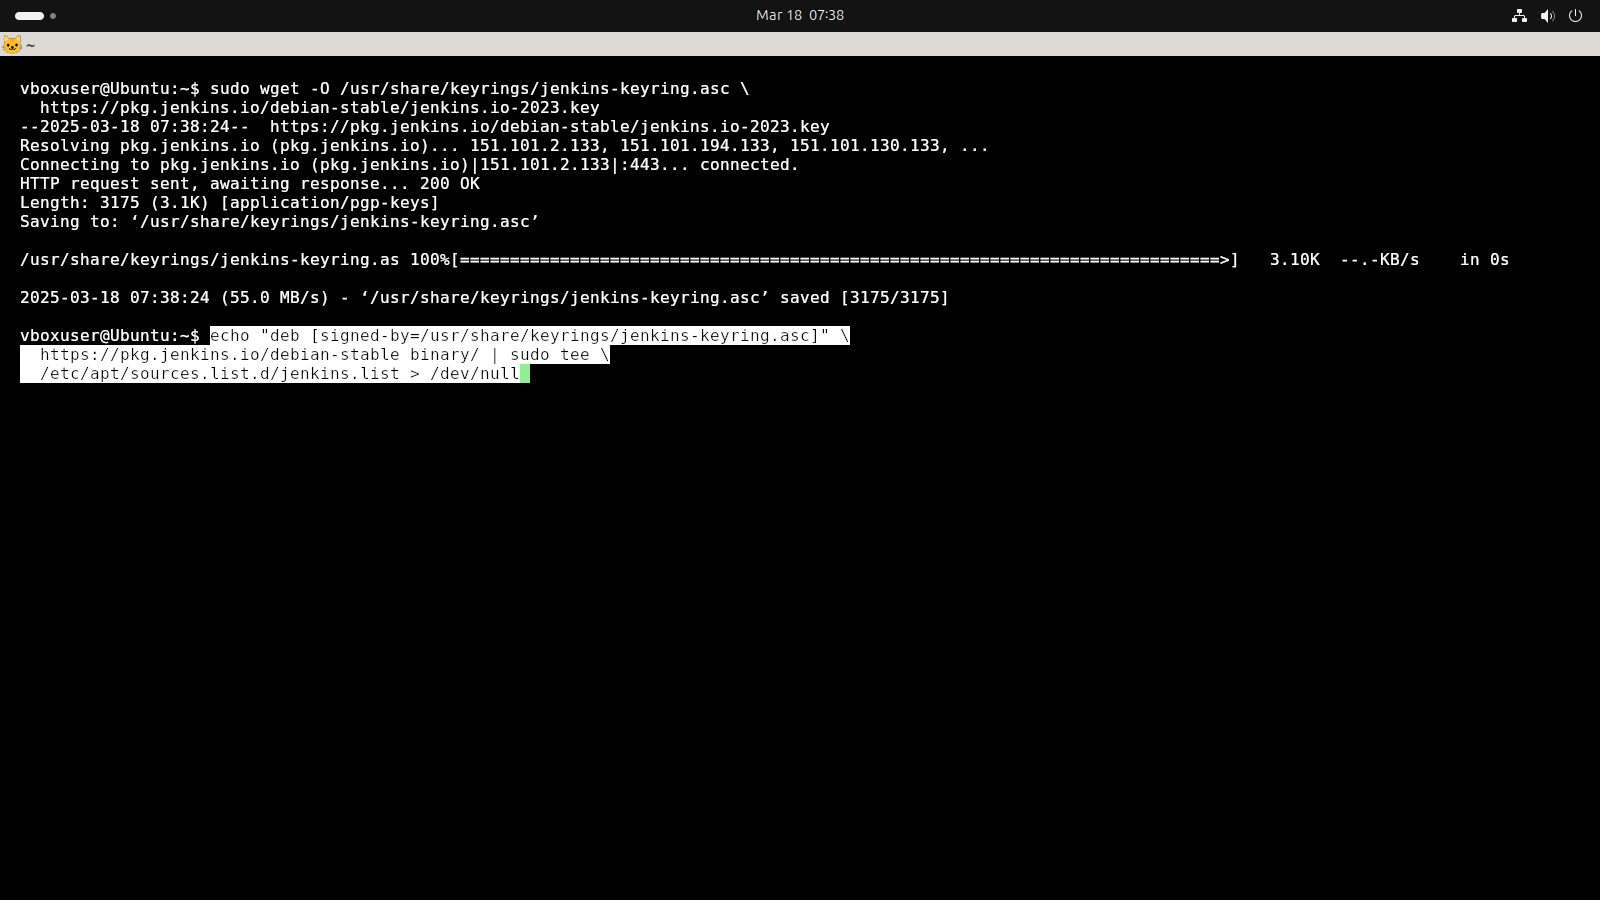 Mar 18 07:38
~
vboxuser@Ubuntu:~$ sudo wget -O /usr/share/keyrings/jenkins-keyring.asc \
  https://pkg.jenkins.io/debian-stable/jenkins.io-2023.key
--2025-03-18 07:38:24--  https://pkg.jenkins.io/debian-stable/jenkins.io-2023.key
Resolving pkg.jenkins.io (pkg.jenkins.io)... 151.101.2.133, 151.101.194.133, 151.101.130.133, ...
Connecting to pkg.jenkins.io (pkg.jenkins.io)|151.101.2.133|:443... connected.
HTTP request sent, awaiting response... 200 OK
Length: 3175 (3.1K) [application/pgp-keys]
Saving to: ‘/usr/share/keyrings/jenkins-keyring.asc’
/usr/share/keyrings/jenkins-keyring.as 100%[============================================================================>]   3.10K  --.-KB/s    in 0s
2025-03-18 07:38:24 (55.0 MB/s) - ‘/usr/share/keyrings/jenkins-keyring.asc’ saved [3175/3175]
vboxuser@Ubuntu:~$ echo "deb [signed-by=/usr/share/keyrings/jenkins-keyring.asc]" \
  https://pkg.jenkins.io/debian-stable binary/ | sudo tee \
  /etc/apt/sources.list.d/jenkins.list > /dev/null